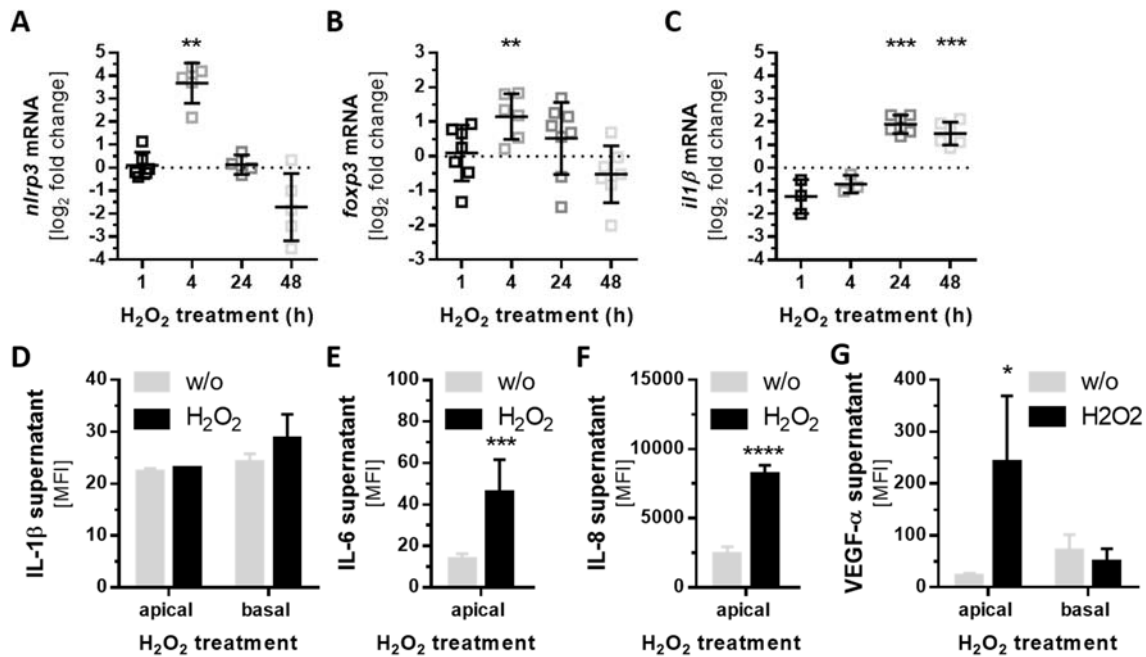 A
**
nlrp3 mRNA
[log2 fold change]
5
4
3
2
1
0
-1
-2
-3
-4
1 4 24 48
H2O2 treatment (h)
B
**
foxp3 mRNA
[log2 fold change]
3
2
1
0
-1
-2
-3
1 4 24 48
H2O2 treatment (h)
C
*** ***
il1β mRNA
[log2 fold change]
5
4
3
2
1
0
-1
-2
-3
-4
1 4 24 48
H2O2 treatment (h)
D
w/o
H2O2
IL-1β supernatant
[MFI]
40
30
20
10
0
apical basal
H2O2 treatment
E
w/o
H2O2
***
IL-6 supernatant
[MFI]
100
80
60
40
20
0
apical
H2O2 treatment
F
w/o
H2O2
****
IL-8 supernatant
[MFI]
15000
10000
7500
5000
2500
0
apical
H2O2 treatment
G
w/o
H2O2
*
VEGF-α supernatant
[MFI]
400
300
200
100
0
apical basal
H2O2 treatment